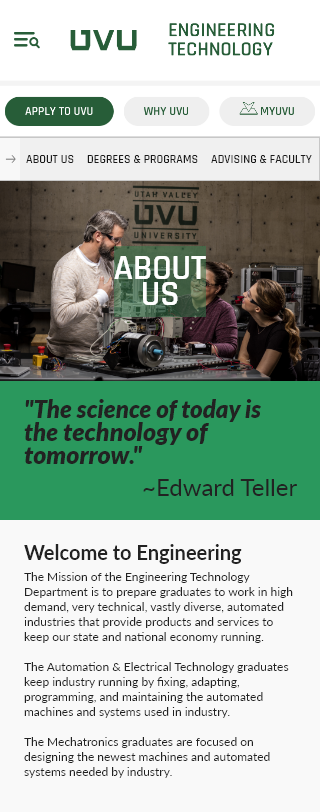 UVU
ENGINEERING
TECHNOLOGY
APPLY TO UVU
WHY UVU
MYUVU
ABOUT US
DEGREES & PROGRAMS
ADVISING & FACULTY
UTAH VALLEY
UVU
UNIVERSITY
ABOUT
US
"The science of today is
the technology of
tomorrow."
~Edward Teller
Welcome to Engineering
The Mission of the Engineering Technology
Department is to prepare graduates to work in high
demand, very technical, vastly diverse, automated
industries that provide products and services to
keep our state and national economy running.
The Automation & Electrical Technology graduates
keep industry running by fixing, adapting,
programming, and maintaining the automated
machines and systems used in industry.
The Mechatronics graduates are focused on
designing the newest machines and automated
systems needed by industry.